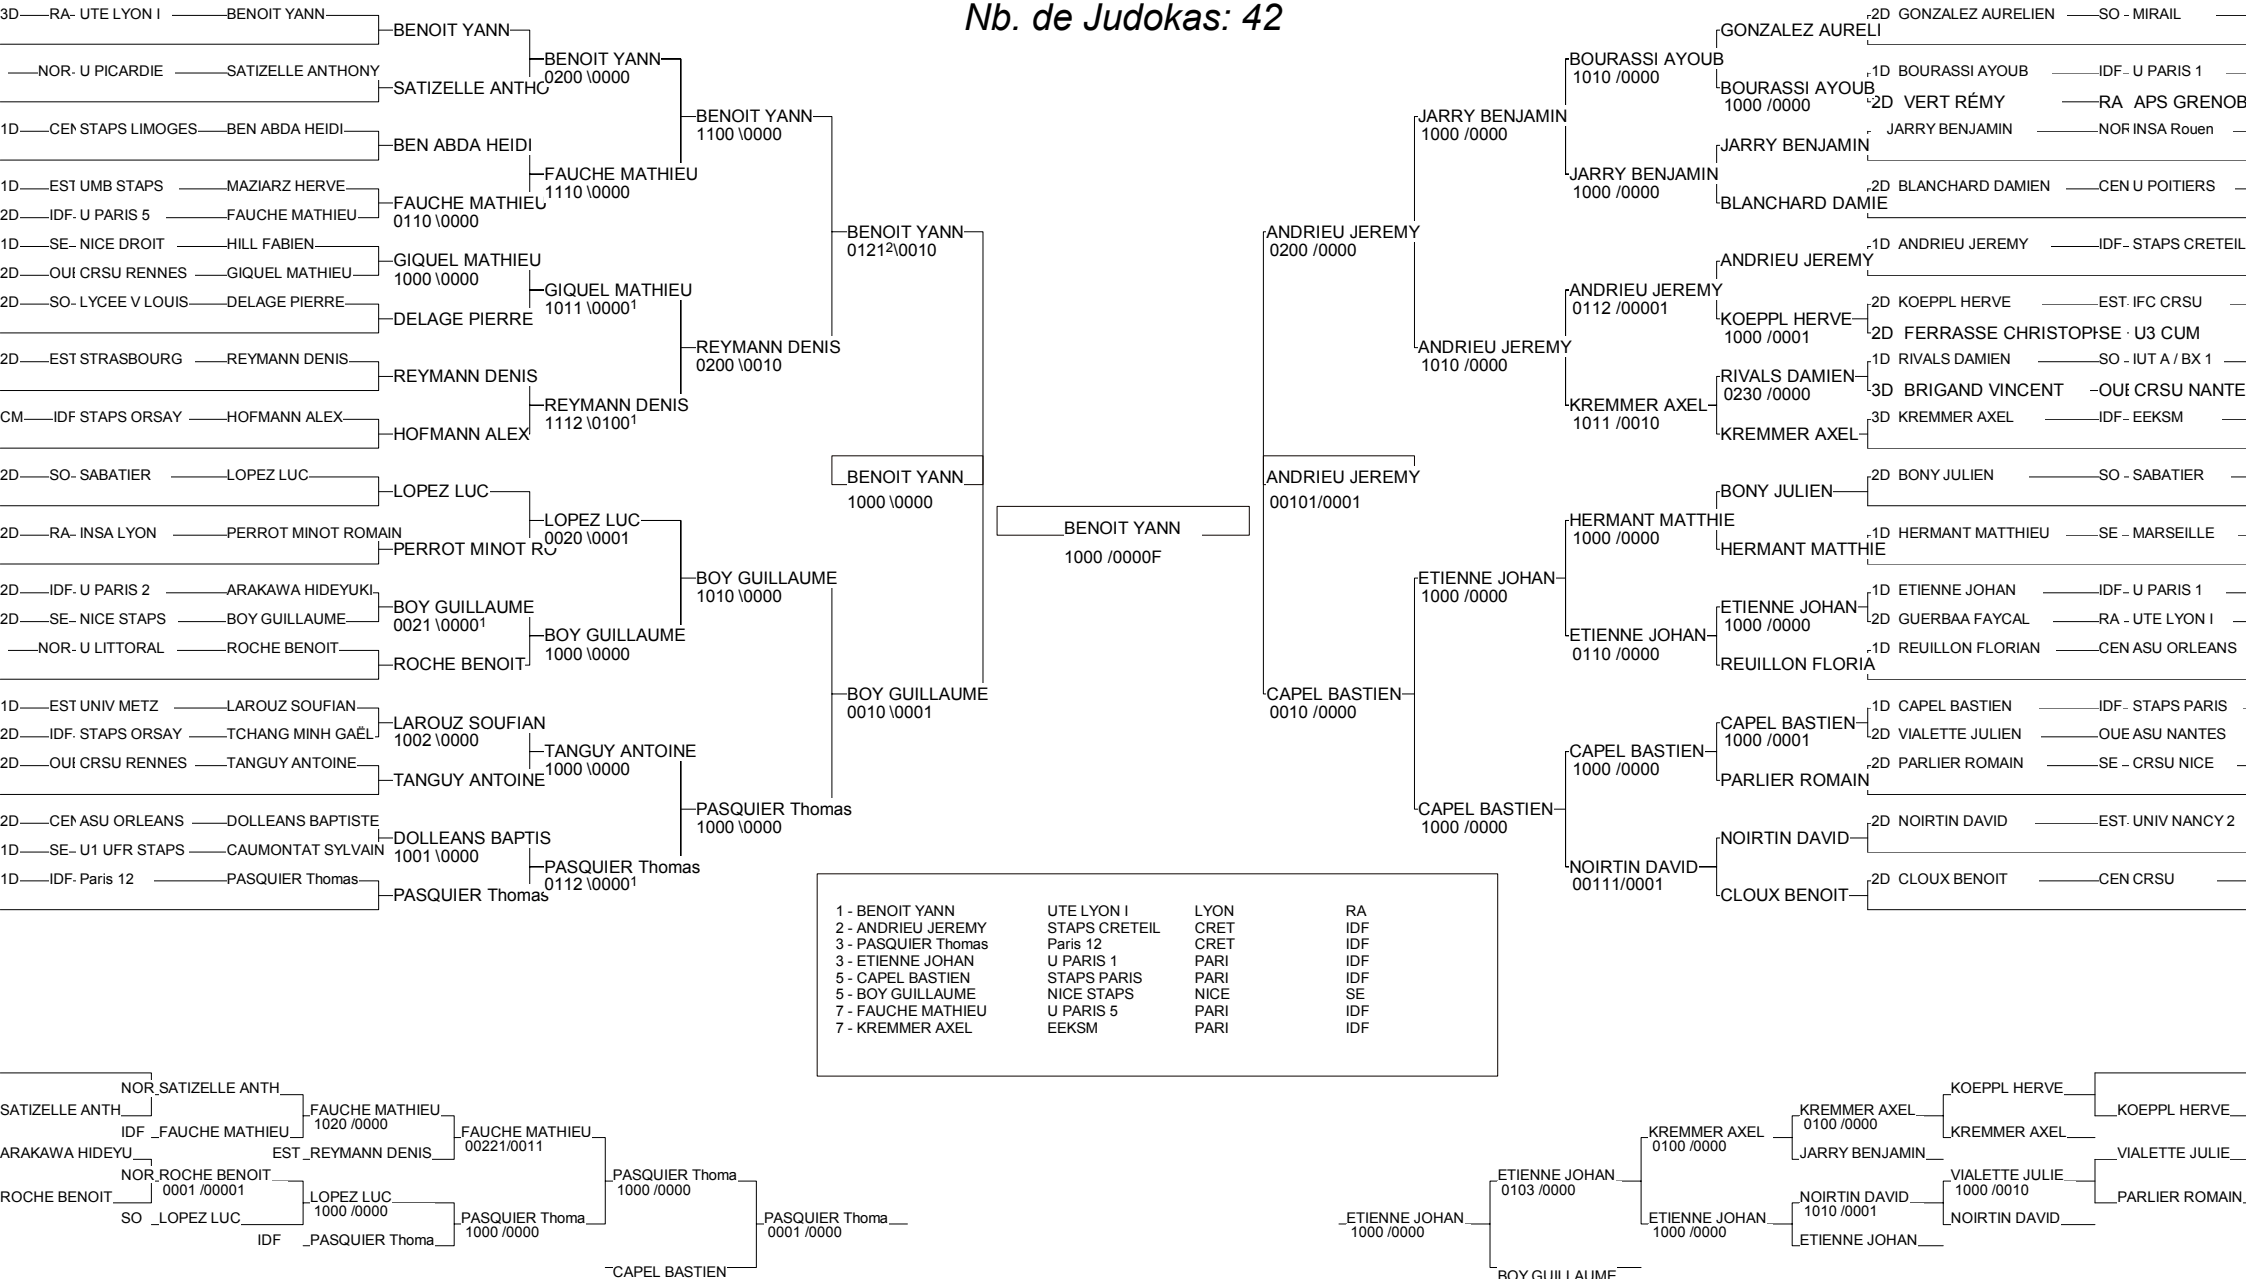 Nb. de Judokas: 42
3D RA- UTE LYON I BENOIT YANN
NOR- U PICARDIE SATIZELLE ANTHONY
1D CEN STAPS LIMOGES BEN ABDA HEIDI
1D EST UMB STAPS MAZIARZ HERVE
2D IDF- U PARIS 5 FAUCHE MATHIEU
1D SE- NICE DROIT HILL FABIEN
2D OUI CRSU RENNES GIQUEL MATHIEU
2D SO- LYCEE V LOUIS DELAGE PIERRE
2D EST STRASBOURG REYMANN DENIS
CM IDF STAPS ORSAY HOFMANN ALEX
2D SO- SABATIER LOPEZ LUC
2D RA- INSA LYON PERROT MINOT ROMAIN
2D IDF- U PARIS 2 ARAKAWA HIDEYUKI
2D SE- NICE STAPS BOY GUILLAUME
NOR- U LITTORAL ROCHE BENOIT
1D EST UNIV METZ LAROUZ SOUFIAN
2D IDF- STAPS ORSAY TCHANG MINH GAËL
2D OUI CRSU RENNES TANGUY ANTOINE
2D CEN ASU ORLEANS DOLLEANS BAPTISTE
1D SE- U1 UFR STAPS CAUMONTAT SYLVAIN
1D IDF- Paris 12 PASQUIER Thomas
BENOIT YANN
SATIZELLE ANTHO
BEN ABDA HEIDI
FAUCHE MATHIEU
0110 \0000
GIQUEL MATHIEU
1000 \0000
DELAGE PIERRE
REYMANN DENIS
HOFMANN ALEX
LOPEZ LUC
PERROT MINOT RO
BOY GUILLAUME
0021 \0000¹
ROCHE BENOIT
LAROUZ SOUFIAN
1002 \0000
TANGUY ANTOINE
DOLLEANS BAPTIS
1001 \0000
PASQUIER Thomas
BENOIT YANN
0200 \0000
FAUCHE MATHIEU
1110 \0000
GIQUEL MATHIEU
1011 \0000¹
REYMANN DENIS
1112 \0100¹
LOPEZ LUC
0020 \0001
BOY GUILLAUME
1000 \0000
TANGUY ANTOINE
1000 \0000
PASQUIER Thomas
0112 \0000¹
BENOIT YANN
1100 \0000
REYMANN DENIS
0200 \0010
BOY GUILLAUME
1010 \0000
PASQUIER Thomas
1000 \0000
BENOIT YANN
0121²\0010
BOY GUILLAUME
0010 \0001
BENOIT YANN
1000 \0000
BENOIT YANN
1000 /0000F
ANDRIEU JEREMY
00101/0001
ANDRIEU JEREMY
0200 /0000
CAPEL BASTIEN
0010 /0000
JARRY BENJAMIN
1000 /0000
ANDRIEU JEREMY
1010 /0000
ETIENNE JOHAN
1000 /0000
CAPEL BASTIEN
1000 /0000
BOURASSI AYOUB
1010 /0000
JARRY BENJAMIN
1000 /0000
ANDRIEU JEREMY
0112 /00001
KREMMER AXEL
1011 /0010
HERMANT MATTHIE
1000 /0000
ETIENNE JOHAN
0110 /0000
CAPEL BASTIEN
1000 /0000
NOIRTIN DAVID
00111/0001
GONZALEZ AURELI
BOURASSI AYOUB
1000 /0000
JARRY BENJAMIN
BLANCHARD DAMIE
ANDRIEU JEREMY
KOEPPL HERVE
1000 /0001
RIVALS DAMIEN
0230 /0000
KREMMER AXEL
BONY JULIEN
HERMANT MATTHIE
ETIENNE JOHAN
1000 /0000
REUILLON FLORIA
CAPEL BASTIEN
1000 /0001
PARLIER ROMAIN
NOIRTIN DAVID
CLOUX BENOIT
2D GONZALEZ AURELIEN SO - MIRAIL
1D BOURASSI AYOUB IDF- U PARIS 1
2D VERT RÉMY RA APS GRENOB
JARRY BENJAMIN NOR INSA Rouen
2D BLANCHARD DAMIEN CEN U POITIERS
1D ANDRIEU JEREMY IDF- STAPS CRETEIL
2D KOEPPL HERVE EST- IFC CRSU
2D FERRASSE CHRISTOPH SE - U3 CUM
1D RIVALS DAMIEN SO - IUT A / BX 1
3D BRIGAND VINCENT OUE CRSU NANTE
3D KREMMER AXEL IDF- EEKSM
2D BONY JULIEN SO - SABATIER
1D HERMANT MATTHIEU SE - MARSEILLE
1D ETIENNE JOHAN IDF- U PARIS 1
2D GUERBAA FAYCAL RA - UTE LYON I
1D REUILLON FLORIAN CEN ASU ORLEANS
1D CAPEL BASTIEN IDF- STAPS PARIS
2D VIALETTE JULIEN OUE ASU NANTES
2D PARLIER ROMAIN SE - CRSU NICE
2D NOIRTIN DAVID EST- UNIV NANCY 2
2D CLOUX BENOIT CEN CRSU
1 - BENOIT YANN UTE LYON I LYON RA
2 - ANDRIEU JEREMY STAPS CRETEIL CRET IDF
3 - PASQUIER Thomas Paris 12 CRET IDF
3 - ETIENNE JOHAN U PARIS 1 PARI IDF
5 - CAPEL BASTIEN STAPS PARIS PARI IDF
5 - BOY GUILLAUME NICE STAPS NICE SE
7 - FAUCHE MATHIEU U PARIS 5 PARI IDF
7 - KREMMER AXEL EEKSM PARI IDF
SATIZELLE ANTH
ARAKAWA HIDEYU
ROCHE BENOIT
NOR SATIZELLE ANTH
IDF FAUCHE MATHIEU
NOR ROCHE BENOIT
0001 /00001
SO LOPEZ LUC
FAUCHE MATHIEU
1020 /0000
EST REYMANN DENIS
LOPEZ LUC
1000 /0000
IDF PASQUIER Thoma
FAUCHE MATHIEU
00221/0011
PASQUIER Thoma
1000 /0000
PASQUIER Thoma
1000 /0000
CAPEL BASTIEN
PASQUIER Thoma
0001 /0000
ETIENNE JOHAN
1000 /0000
ETIENNE JOHAN
0103 /0000
BOY GUILLAUME
KREMMER AXEL
0100 /0000
ETIENNE JOHAN
1000 /0000
KREMMER AXEL
0100 /0000
JARRY BENJAMIN
NOIRTIN DAVID
1010 /0001
ETIENNE JOHAN
KOEPPL HERVE
KREMMER AXEL
VIALETTE JULIE
1000 /0010
NOIRTIN DAVID
KOEPPL HERVE
VIALETTE JULIE
PARLIER ROMAIN